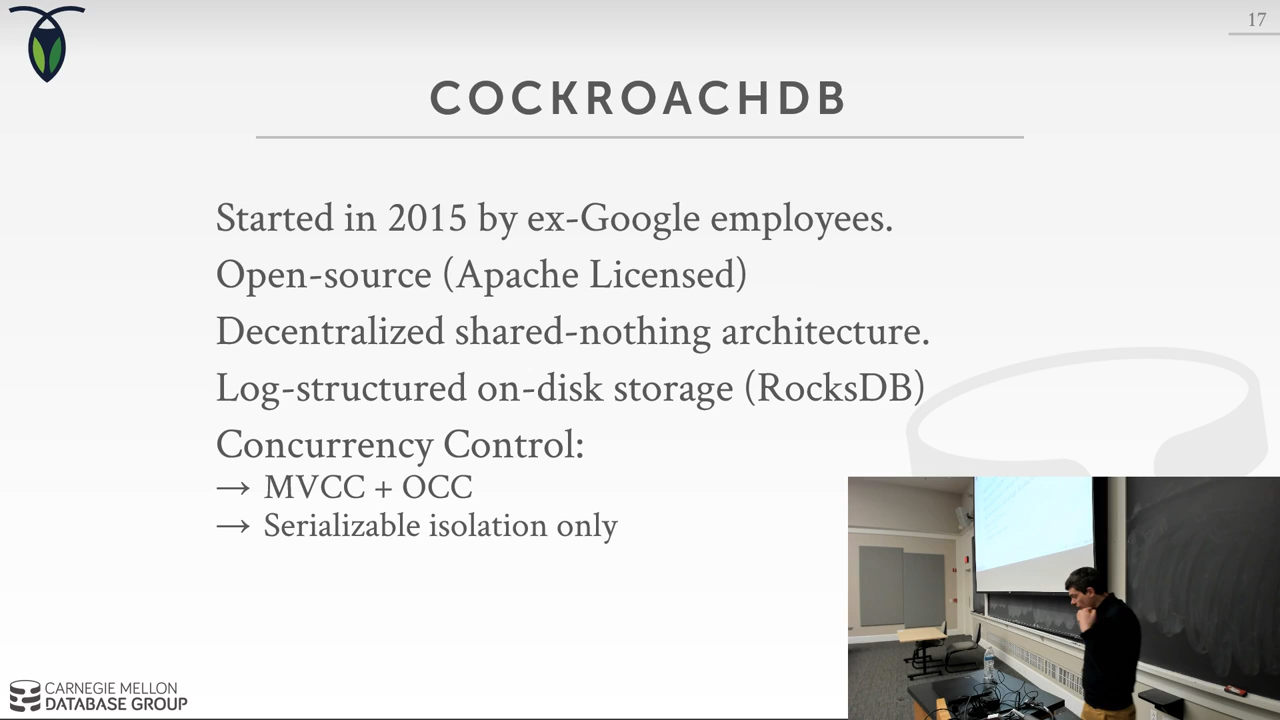 17
COCKROACHDB
Started in 2015 by ex-Google employees.
Open-source (Apache Licensed)
Decentralized shared-nothing architecture.
Log-structured on-disk storage (RocksDB)
Concurrency Control:
→ MVCC + OCC
→ Serializable isolation only
CARNEGIE MELLON
DATABASE GROUP